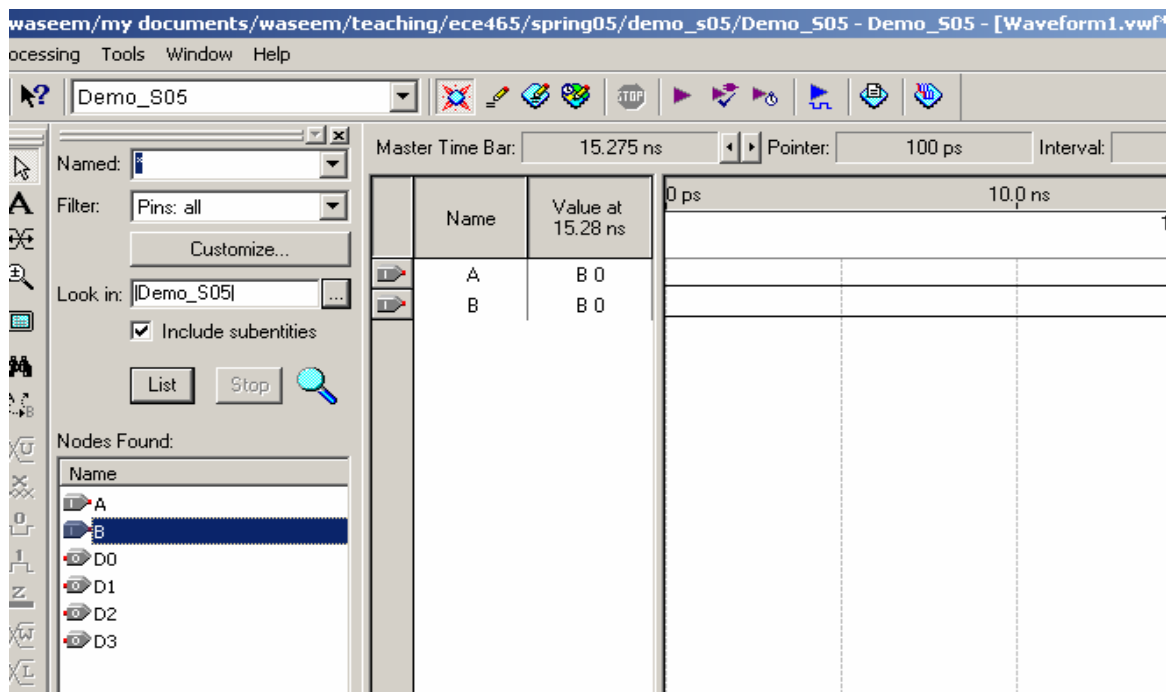 waseem/my documents/waseem/teaching/ece465/spring05/demo_s05/Demo_S05 - Demo_S05 - [Waveform1.vwf*
ocessing Tools Window Help
Demo_S05
STOP
Named: *
Filter: Pins: all
Customize...
Look in: |Demo_S05| ...
Include subentities
List Stop
Nodes Found:
Name
A
B
D0
D1
D2
D3
Master Time Bar: 15.275 ns Pointer: 100 ps Interval:
Name Value at 15.28 ns
0 ps 10.0 ns
A B 0
B B 0